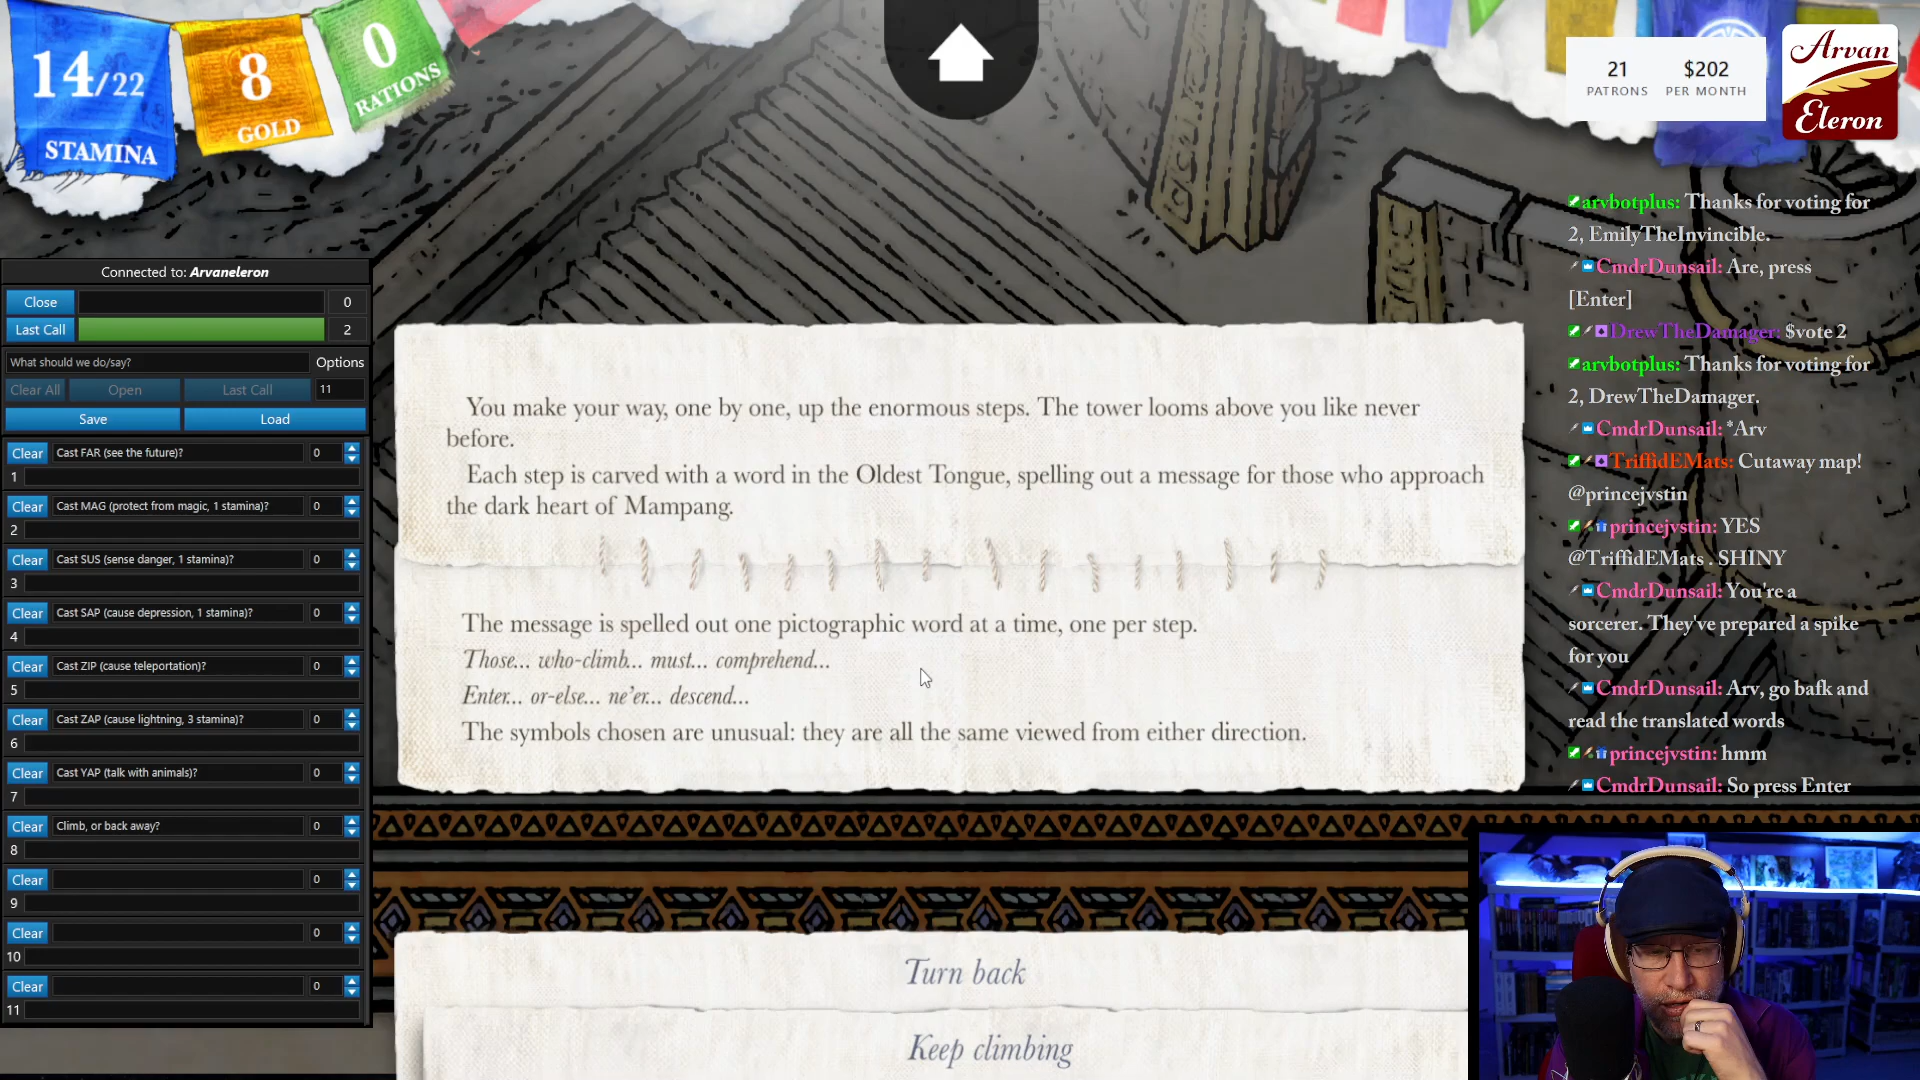 14/22
STAMINA
8
GOLD
0
RATIONS
21
PATRONS
$202
PER MONTH
Arvan
Eleron
Connected to: Arvaneleron
Close
0
Last Call
2
What should we do/say?
Options
Clear All
Open
Last Call
11
Save
Load
Clear
Cast FAR (see the future)?
0
1
Clear
Cast MAG (protect from magic, 1 stamina)?
0
2
Clear
Cast SUS (sense danger, 1 stamina)?
0
3
Clear
Cast SAP (cause depression, 1 stamina)?
0
4
Clear
Cast ZIP (cause teleportation)?
0
5
Clear
Cast ZAP (cause lightning, 3 stamina)?
0
6
Clear
Cast YAP (talk with animals)?
0
7
Clear
Climb, or back away?
0
8
Clear
0
9
Clear
0
10
Clear
0
11
You make your way, one by one, up the enormous steps. The tower looms above you like never
before.
Each step is carved with a word in the Oldest Tongue, spelling out a message for those who approach
the dark heart of Mampang.
The message is spelled out one pictographic word at a time, one per step.
Those... who-climb... must... comprehend...
Enter... or-else... ne'er... descend...
The symbols chosen are unusual: they are all the same viewed from either direction.
Turn back
Keep climbing
arvbotplus: Thanks for voting for
2, EmilyTheInvincible.
CmdrDunsail: Are, press
[Enter]
DrewTheDamager: $vote 2
arvbotplus: Thanks for voting for
2, DrewTheDamager.
CmdrDunsail: *Arv
TriffidEMats: Cutaway map!
@princejvstin
princejvstin: YES
@TriffidEMats . SHINY
CmdrDunsail: You're a
sorcerer. They've prepared a spike
for you
CmdrDunsail: Arv, go bafk and
read the translated words
princejvstin: hmm
CmdrDunsail: So press Enter